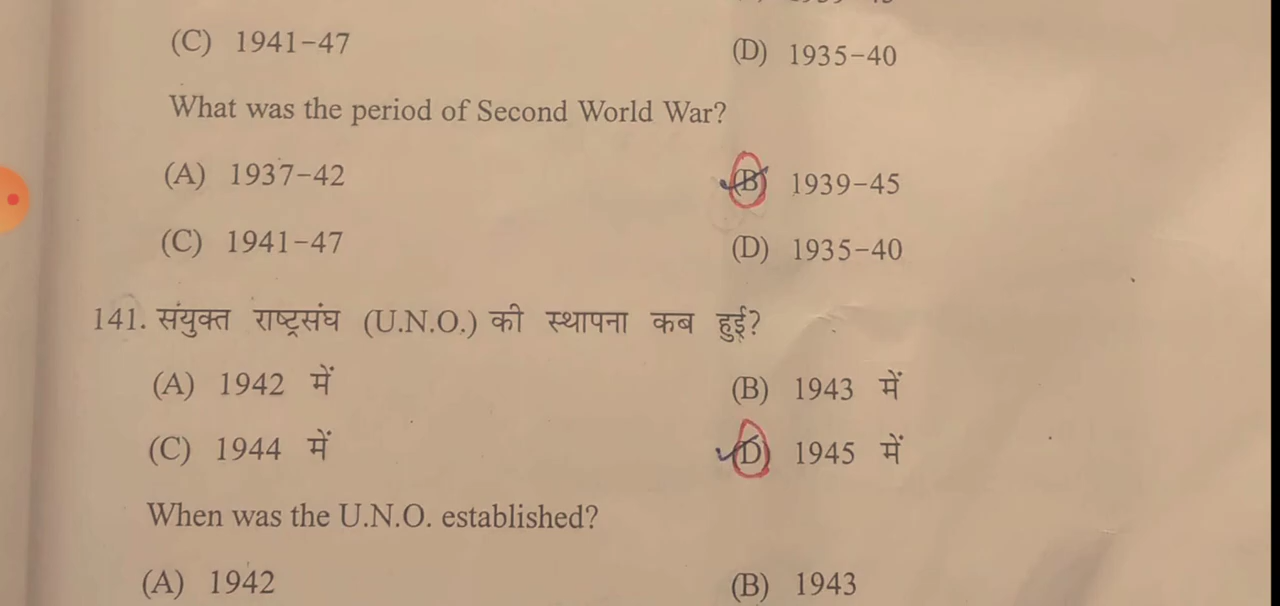 (C) 1941-47 (D) 1935-40
What was the period of Second World War?
(A) 1937-42 (B) 1939-45
(C) 1941-47 (D) 1935-40
141. संयुक्त राष्ट्रसंघ (U.N.O.) की स्थापना कब हुई?
(A) 1942 में (B) 1943 में
(C) 1944 में (D) 1945 में
When was the U.N.O. established?
(A) 1942 (B) 1943